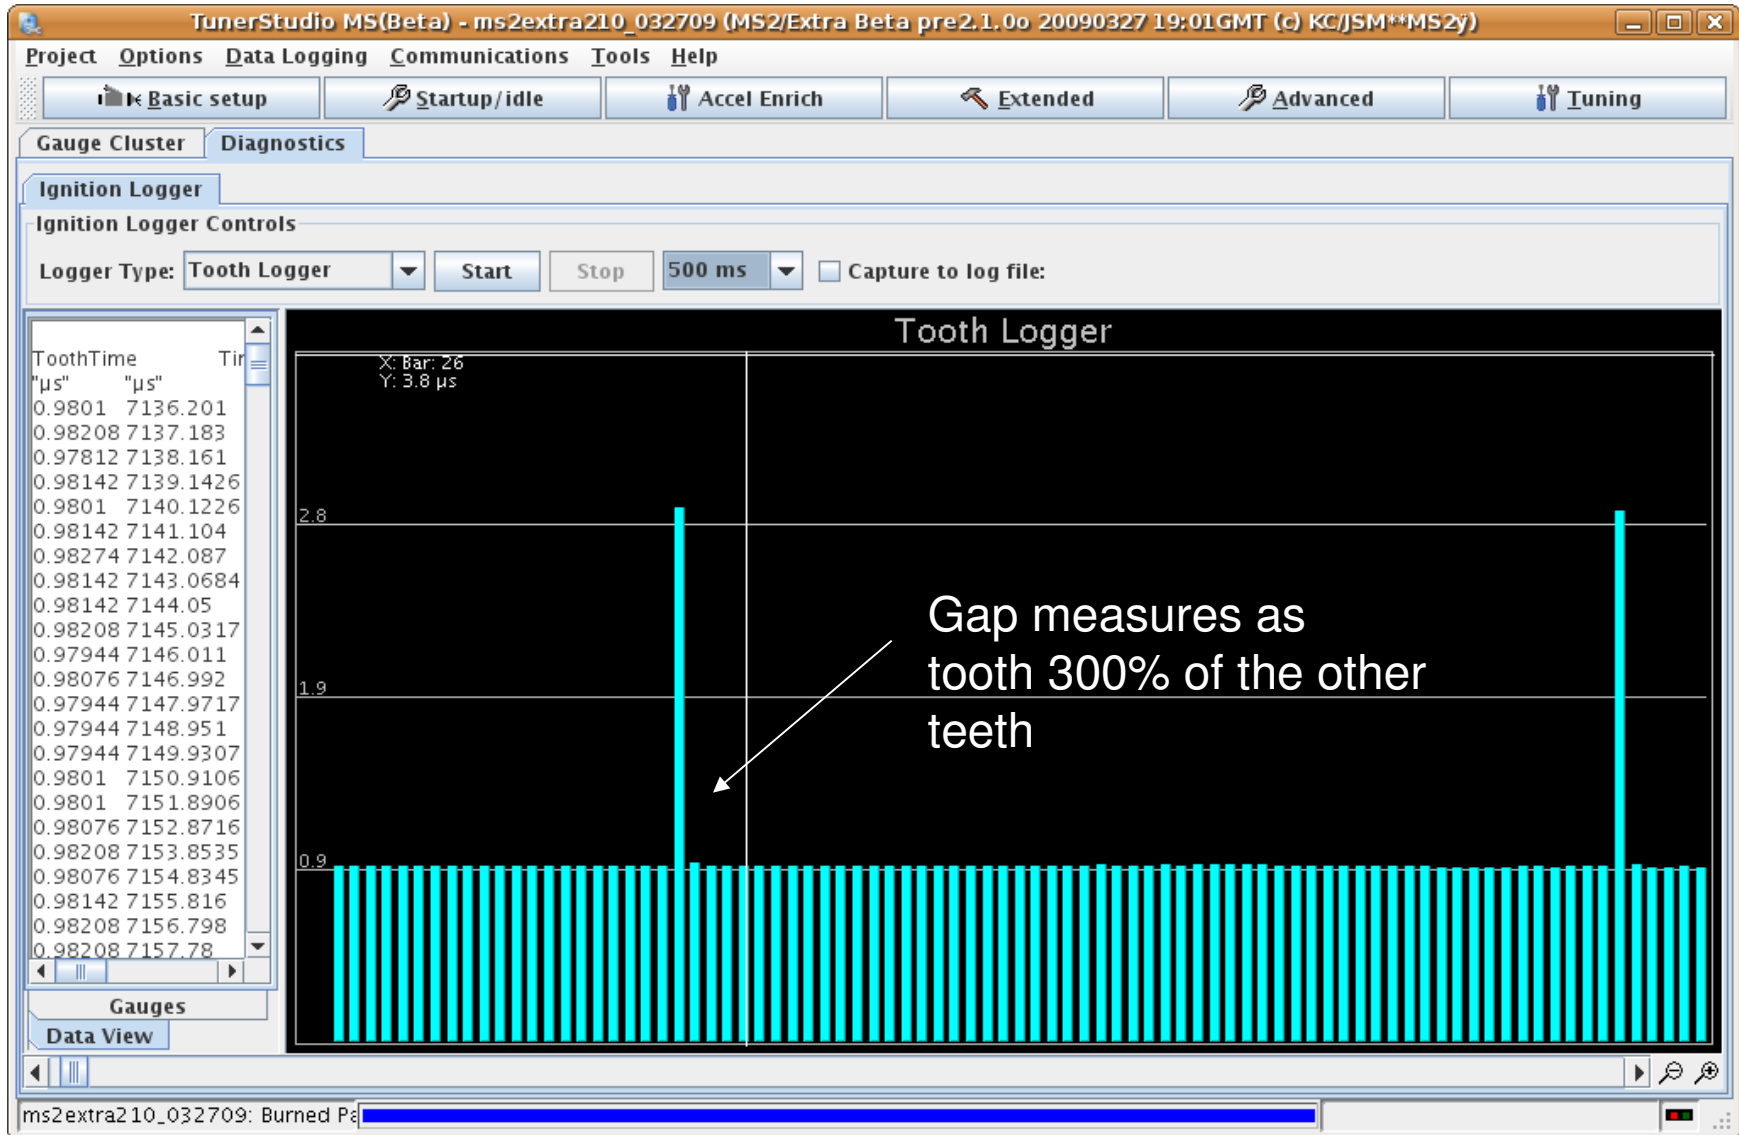 TunerStudio MS(Beta) - ms2extra210_032709 (MS2/Extra Beta pre2.1.0o 20090327 19:01GMT (c) KC/JSM**MS2ÿ)
Project Options Data Logging Communications Tools Help
Basic setup Startup/idle Accel Enrich Extended Advanced Tuning
Gauge Cluster Diagnostics
Ignition Logger
Ignition Logger Controls
Logger Type: Tooth Logger Start Stop 500 ms Capture to log file:
Tooth Logger
X: Bar: 26
Y: 3.8 µs
ToothTime Tir
"µs" "µs"
0.9801 7136.201
0.98208 7137.183
0.97812 7138.161
0.98142 7139.1426
0.9801 7140.1226
0.98142 7141.104
0.98274 7142.087
0.98142 7143.0684
0.98142 7144.05
0.98208 7145.0317
0.97944 7146.011
0.98076 7146.992
0.97944 7147.9717
0.97944 7148.951
0.97944 7149.9307
0.9801 7150.9106
0.9801 7151.8906
0.98076 7152.8716
0.98208 7153.8535
0.98076 7154.8345
0.98142 7155.816
0.98208 7156.798
0.98208 7157.78
2.8
1.9
0.9
Gap measures as
tooth 300% of the other
teeth
Gauges
Data View
ms2extra210_032709: Burned Pa